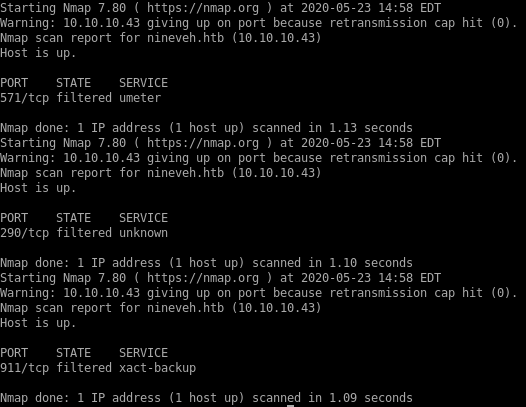 Starting Nmap 7.80 ( https://nmap.org ) at 2020-05-23 14:58 EDT
Warning: 10.10.10.43 giving up on port because retransmission cap hit (0).
Nmap scan report for nineveh.htb (10.10.10.43)
Host is up.
PORT    STATE    SERVICE
571/tcp filtered umeter
Nmap done: 1 IP address (1 host up) scanned in 1.13 seconds
Starting Nmap 7.80 ( https://nmap.org ) at 2020-05-23 14:58 EDT
Warning: 10.10.10.43 giving up on port because retransmission cap hit (0).
Nmap scan report for nineveh.htb (10.10.10.43)
Host is up.
PORT    STATE    SERVICE
290/tcp filtered unknown
Nmap done: 1 IP address (1 host up) scanned in 1.10 seconds
Starting Nmap 7.80 ( https://nmap.org ) at 2020-05-23 14:58 EDT
Warning: 10.10.10.43 giving up on port because retransmission cap hit (0).
Nmap scan report for nineveh.htb (10.10.10.43)
Host is up.
PORT    STATE    SERVICE
911/tcp filtered xact-backup
Nmap done: 1 IP address (1 host up) scanned in 1.09 seconds